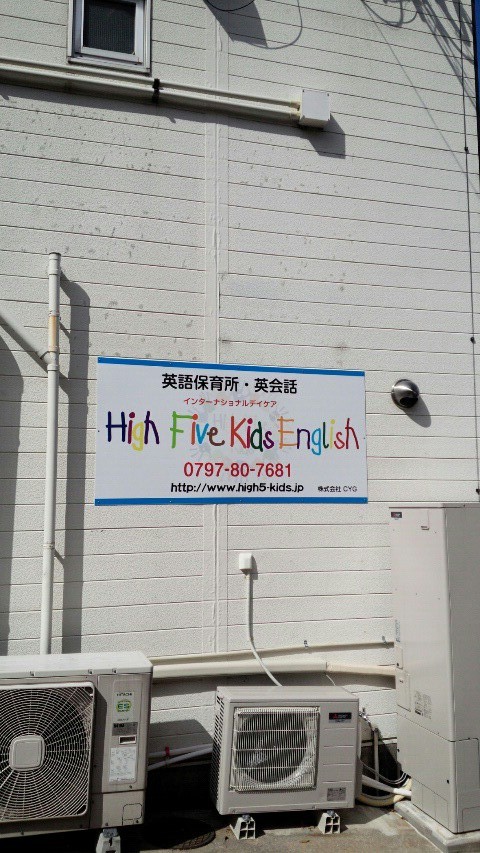 英語保育所・英会話
インターナショナルデイケア
High Five Kids English
0797-80-7681
http://www.high5-kids.jp 株式会社 CYG
HITACHI